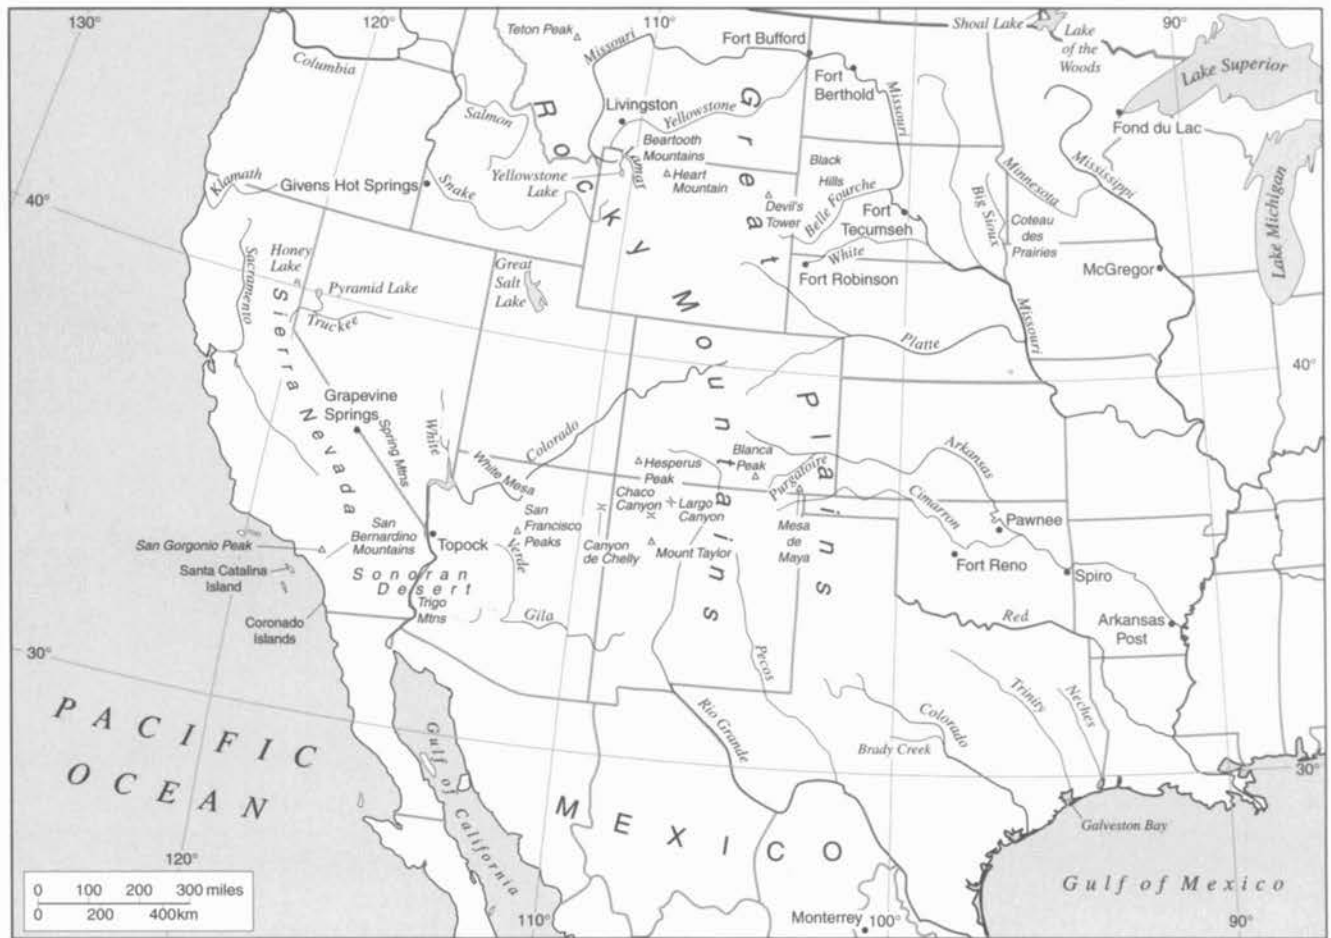 130°
120°
110°
90°
Teton Peak
Missouri
Fort Bufford
Shoal Lake
Lake
of the
Woods
Columbia
Lake Superior
Fort
Berthold
Missouri
Livingston
Yellowstone
Salmon
Beartooth
Mountains
Fond du Lac
Klamath
Givens Hot Springs
Snake
Yellowstone
Lake
Lamar
Heart
Mountain
Black
Hills
Devil's
Tower
Belle Fourche
Fort
Tecumseh
Big Sioux
Minnesota
Mississippi
Coteau
des
Prairies
Lake Michigan
40°
Sacramento
Honey
Lake
Pyramid Lake
Truckee
Great
Salt
Lake
White
Fort Robinson
McGregor
Platte
Missouri
40°
Rocky Mountains
Great Plains
Sierra Nevada
Grapevine
Springs
Spring Mtns
White
Colorado
White Mesa
Hesperus
Peak
Blanca
Peak
Purgatoire
Arkansas
Cimarron
Chaco
Canyon
Largo
Canyon
San
Francisco
Peaks
Canyon
de Chelly
Mount Taylor
Mesa
de
Maya
Pawnee
Fort Reno
Spiro
San Gorgonio Peak
San
Bernardino
Mountains
Topock
Verde
Santa Catalina
Island
Sonoran
Desert
Trigo
Mtns
Gila
Coronado
Islands
Red
Arkansas
Post
30°
PACIFIC
OCEAN
Gulf of California
Rio Grande
Pecos
Colorado
Brady Creek
Trinity
Neches
30°
MEXICO
Galveston Bay
Gulf of Mexico
120°
0 100 200 300 miles
0 200 400km
110°
Monterrey
100°
90°